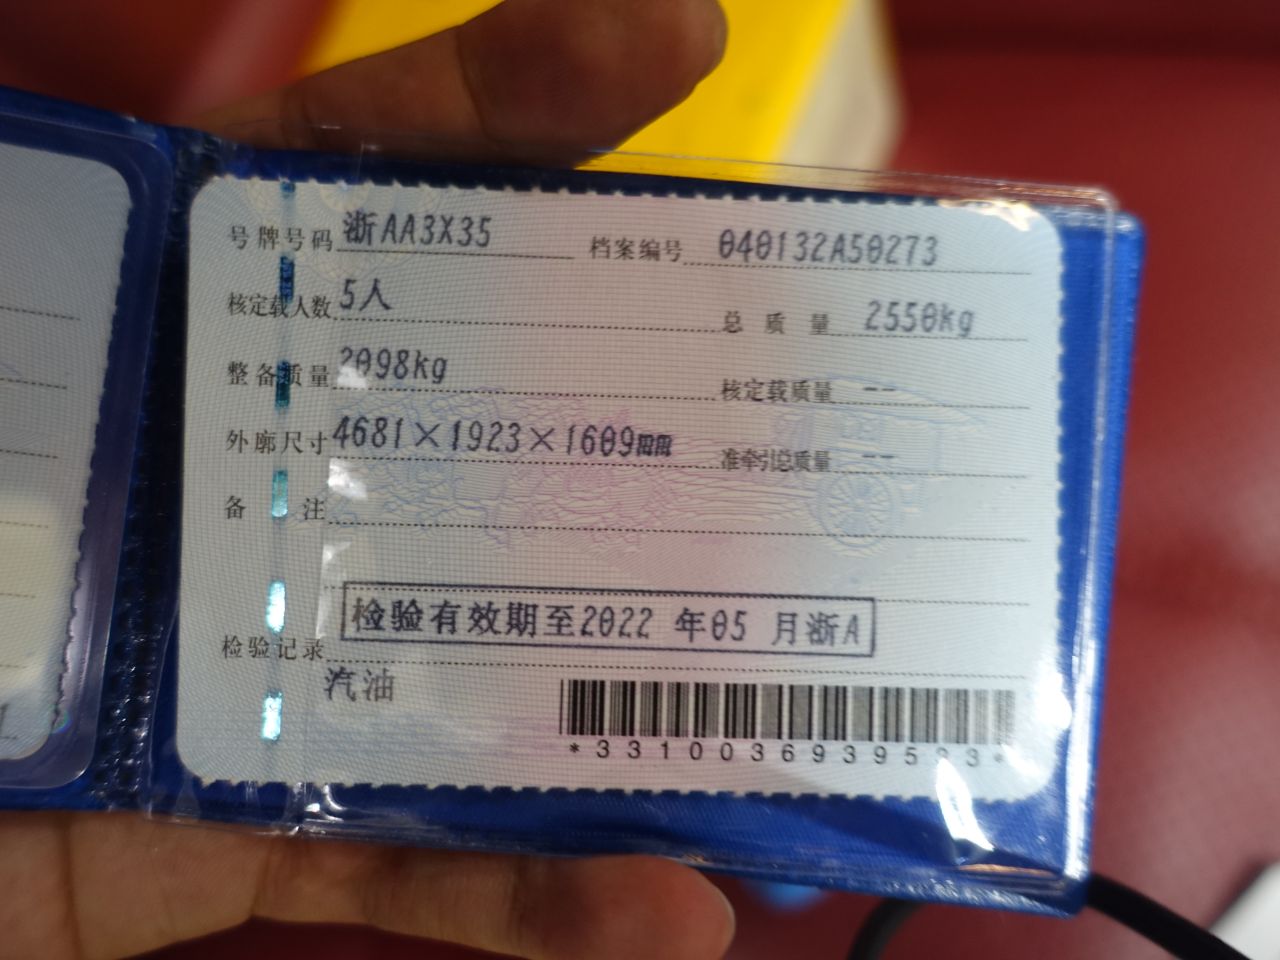 号牌号码 浙AA3X35 档案编号 040132A50273
核定载人数 5人 总质量 2550kg
整备质量 2098kg 核定载质量 --
外廓尺寸 4681×1923×1609mm 准牵引总质量 --
备注
检验有效期至2022 年05 月浙A
检验记录
汽油